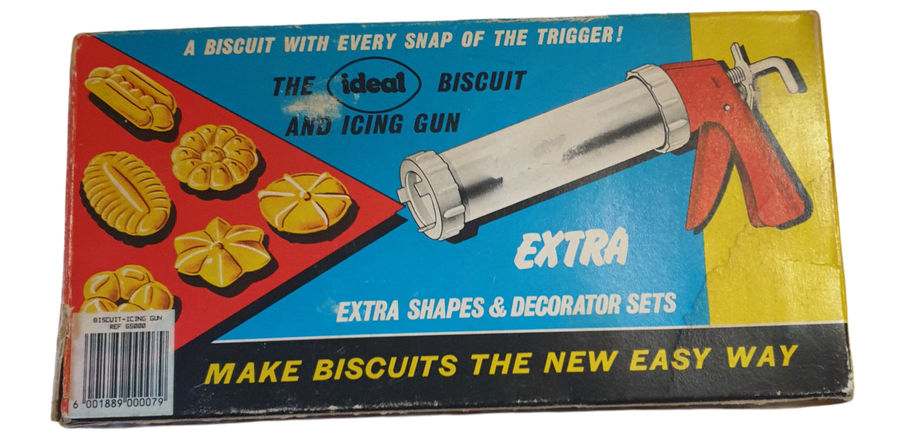 A BISCUIT WITH EVERY SNAP OF THE TRIGGER!
THE ideal BISCUIT
AND ICING GUN
EXTRA
EXTRA SHAPES & DECORATOR SETS
MAKE BISCUITS THE NEW EASY WAY
BISCUIT-ICING GUN
REF 65000
6 001889 000079